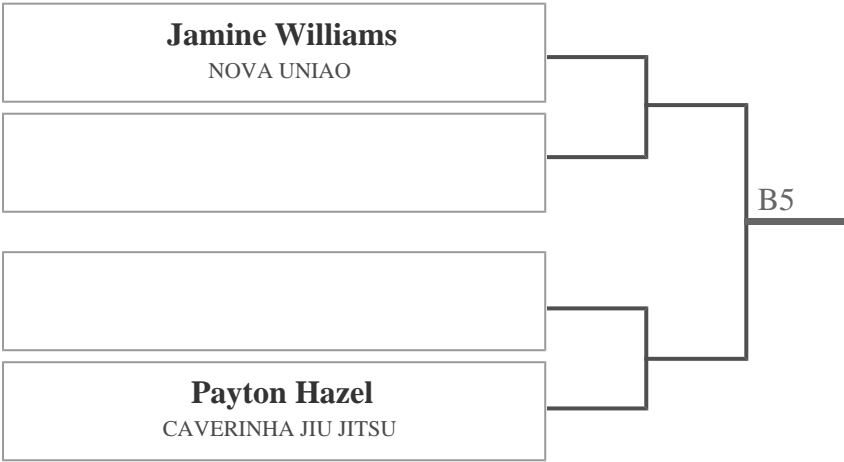 Jamine Williams
NOVA UNIAO
B5
Payton Hazel
CAVERINHA JIU JITSU